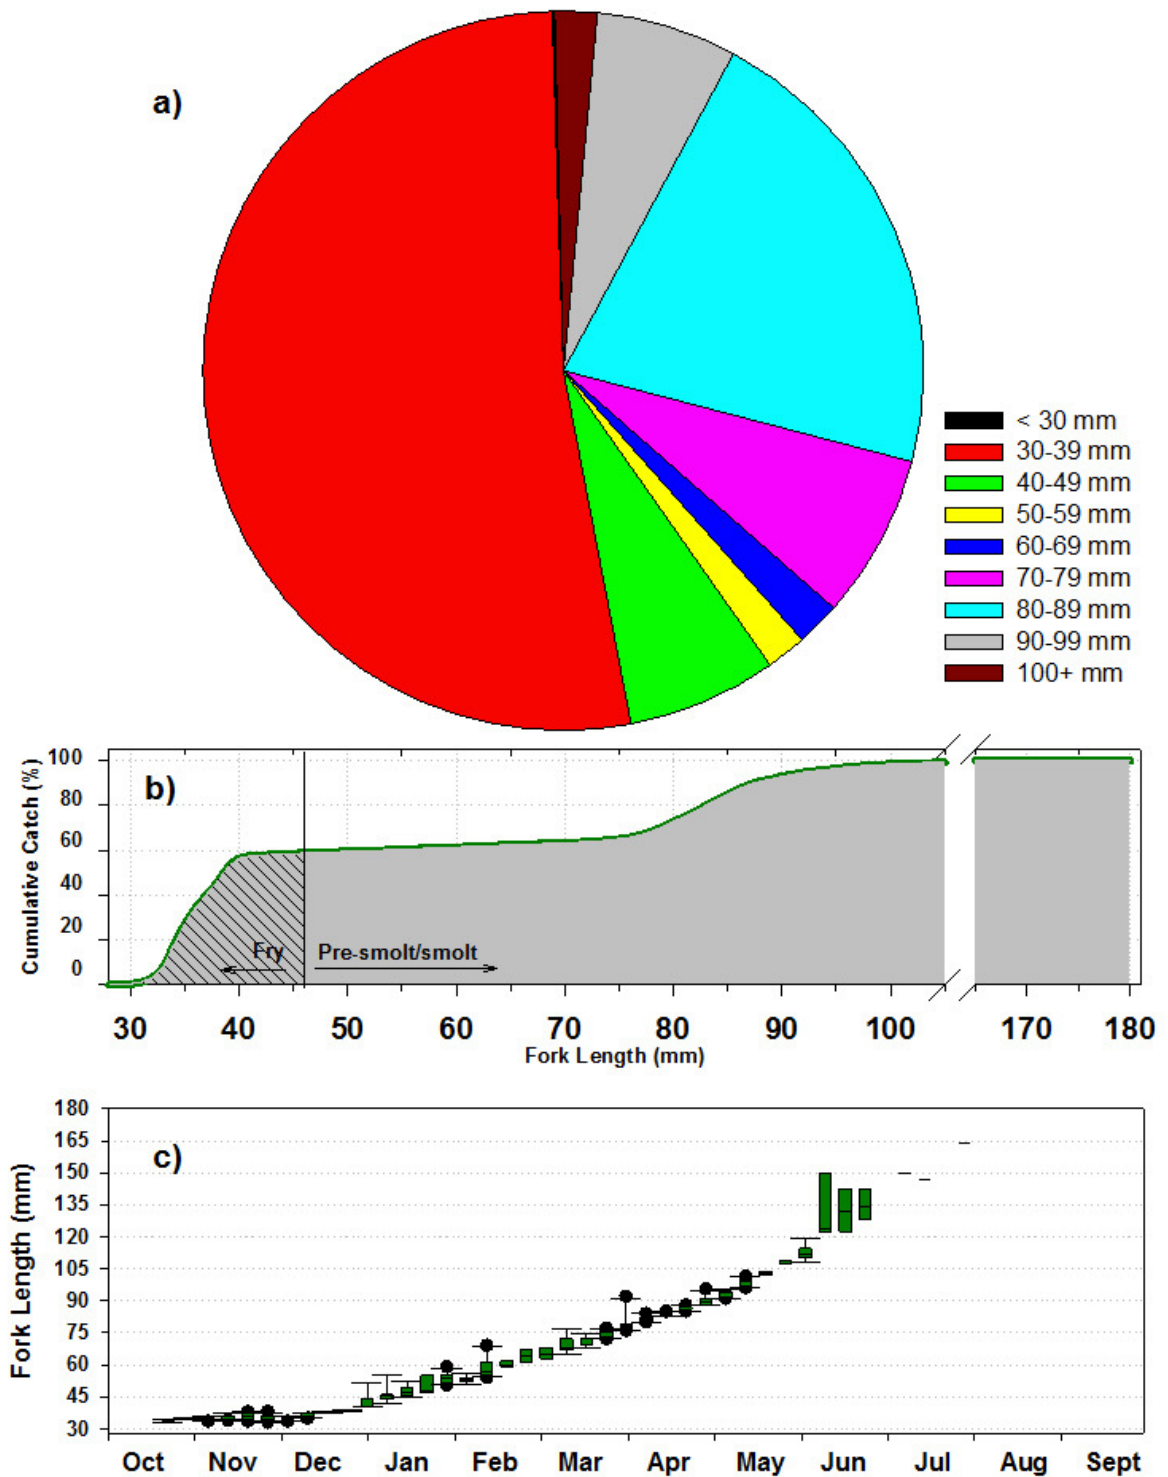 a)
< 30 mm
30-39 mm
40-49 mm
50-59 mm
60-69 mm
70-79 mm
80-89 mm
90-99 mm
100+ mm
b)
Cumulative Catch (%)
100
80
60
40
20
0
Fry
Pre-smolt/smolt
30 40 50 60 70 80 90 100 170 180
Fork Length (mm)
c)
Fork Length (mm)
180
165
150
135
120
105
90
75
60
45
30
Oct Nov Dec Jan Feb Mar Apr May Jun Jul Aug Sept